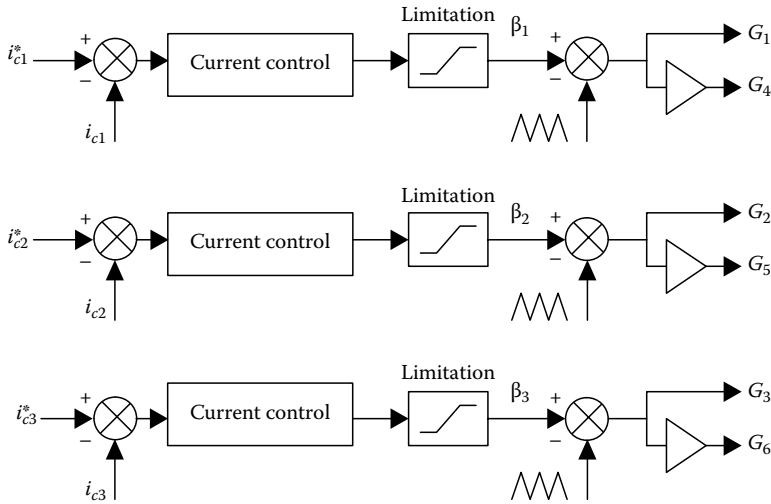 Limitation
β1
G1
i*c1
+
−
Current control
+
−
G4
ic1
Limitation
β2
G2
i*c2
+
−
Current control
+
−
G5
ic2
Limitation
β3
G3
i*c3
+
−
Current control
+
−
G6
ic3